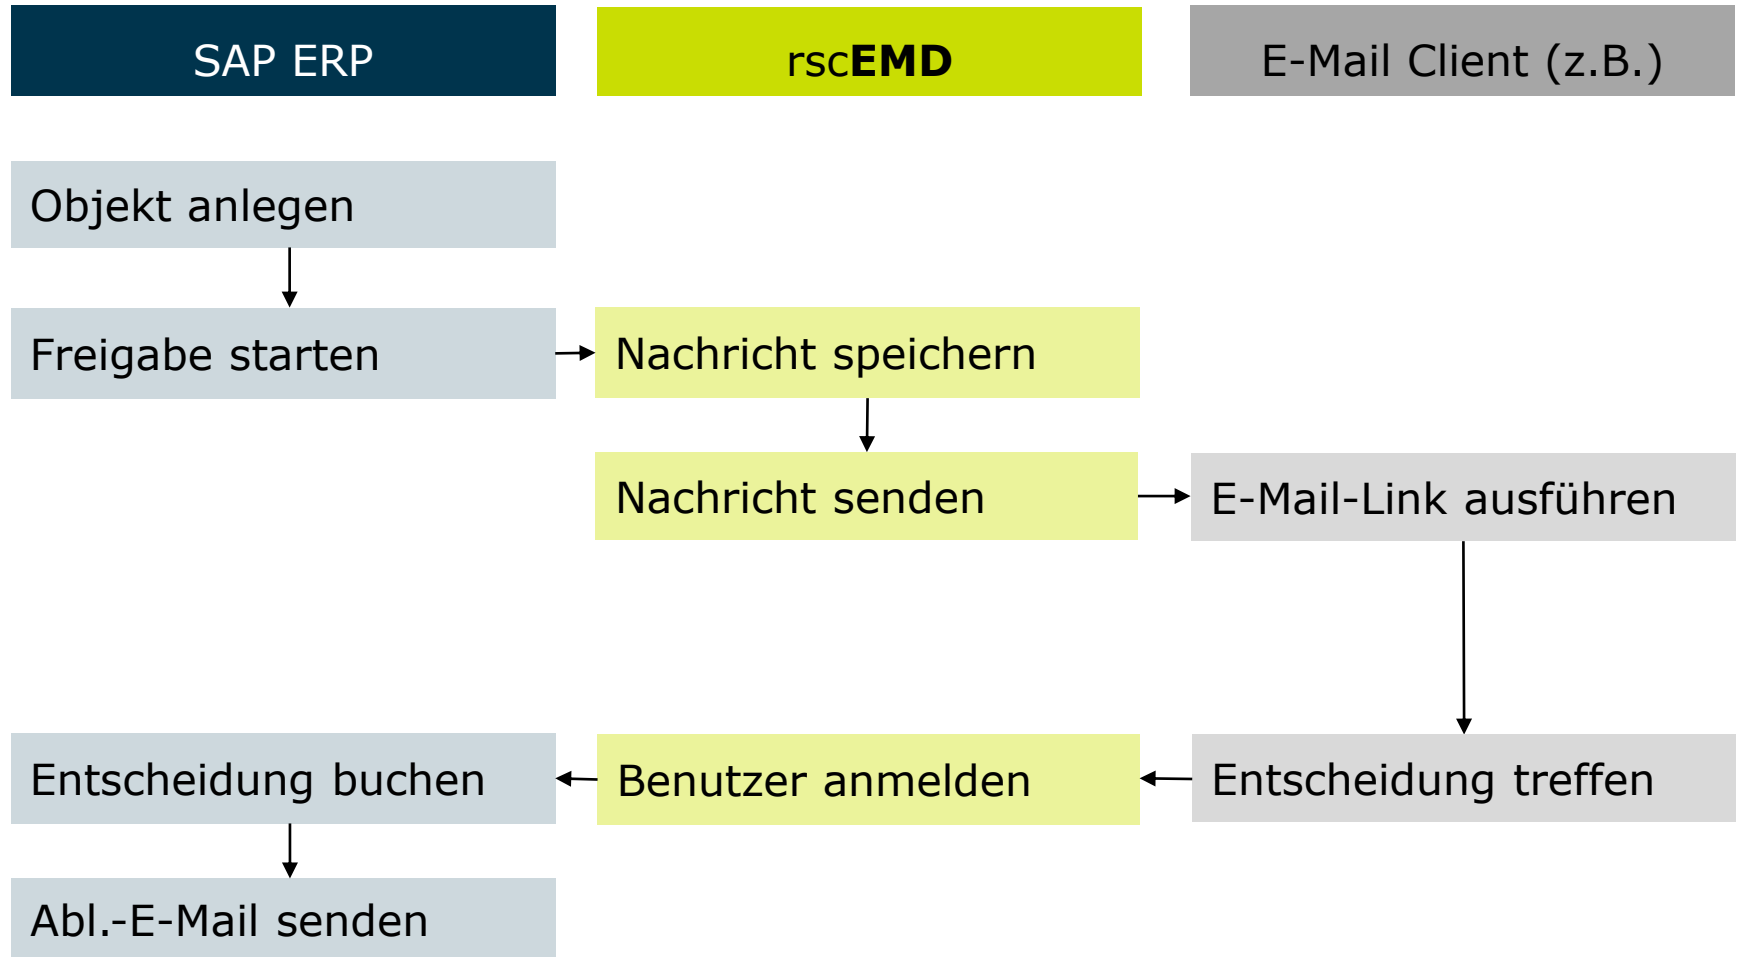 SAP ERP
rscEMD
E-Mail Client (z.B.)
Objekt anlegen
Freigabe starten
Nachricht speichern
Nachricht senden
E-Mail-Link ausführen
Entscheidung buchen
Benutzer anmelden
Entscheidung treffen
Abl.-E-Mail senden